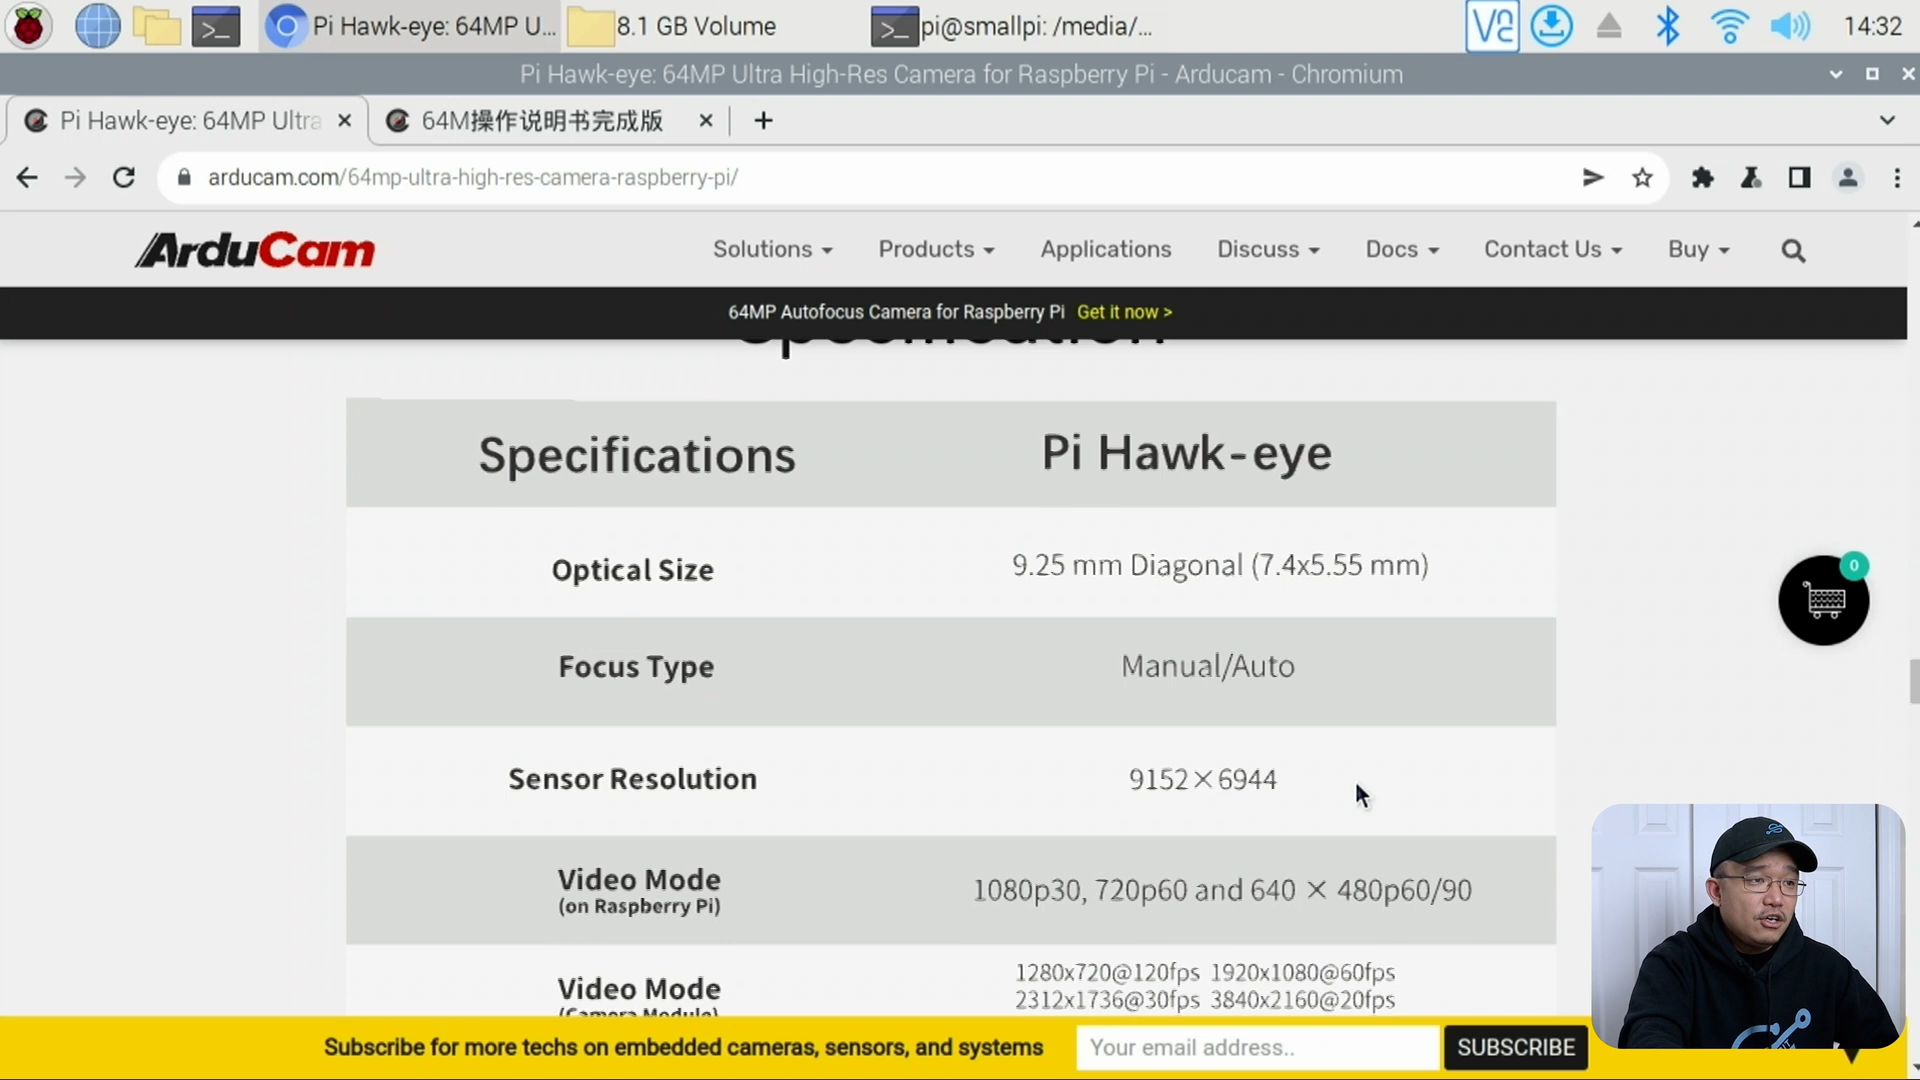 Pi Hawk-eye: 64MP U...
8.1 GB Volume
pi@smallpi: /media/...
14:32
Pi Hawk-eye: 64MP Ultra High-Res Camera for Raspberry Pi - Arducam - Chromium
Pi Hawk-eye: 64MP Ultra
64M操作说明书完成版
arducam.com/64mp-ultra-high-res-camera-raspberry-pi/
ArduCam
Solutions
Products
Applications
Discuss
Docs
Contact Us
Buy
64MP Autofocus Camera for Raspberry Pi Get it now >
Specification
Specifications
Pi Hawk-eye
Optical Size
9.25 mm Diagonal (7.4x5.55 mm)
0
Focus Type
Manual/Auto
Sensor Resolution
9152×6944
Video Mode
(on Raspberry Pi)
1080p30, 720p60 and 640 × 480p60/90
Video Mode
(Camera Module)
1280x720@120fps 1920x1080@60fps
2312x1736@30fps 3840x2160@20fps
Subscribe for more techs on embedded cameras, sensors, and systems
Your email address..
SUBSCRIBE